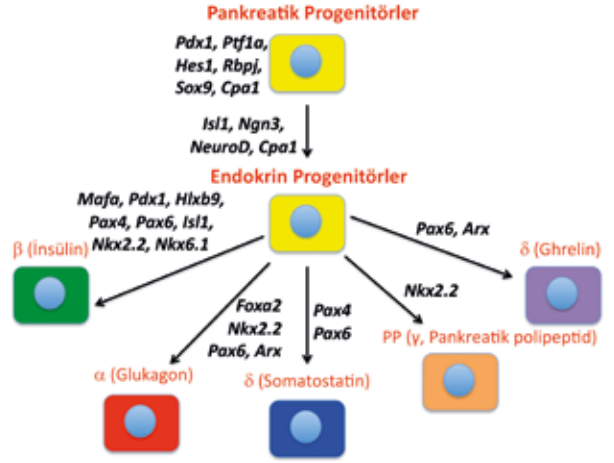 Pankreatik Progenitörler
Pdx1, Ptf1a,
Hes1, Rbpj,
Sox9, Cpa1
Isl1, Ngn3,
NeuroD, Cpa1
Endokrin Progenitörler
Mafa, Pdx1, Hlxb9,
Pax4, Pax6, Isl1,
Nkx2.2, Nkx6.1
β (İnsülin)
Pax6, Arx
δ (Ghrelin)
Foxa2
Nkx2.2
Pax6, Arx
α (Glukagon)
Pax4
Pax6
δ (Somatostatin)
Nkx2.2
PP (γ, Pankreatik polipeptid)